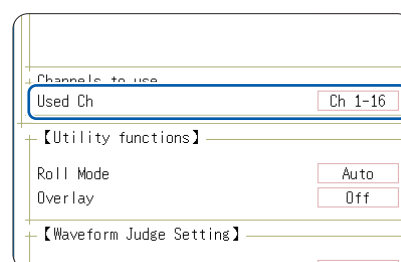 Channels to use
Used Ch Ch 1-16
【Utility functions】
Roll Mode Auto
Overlay Off
【Waveform Judge Setting】